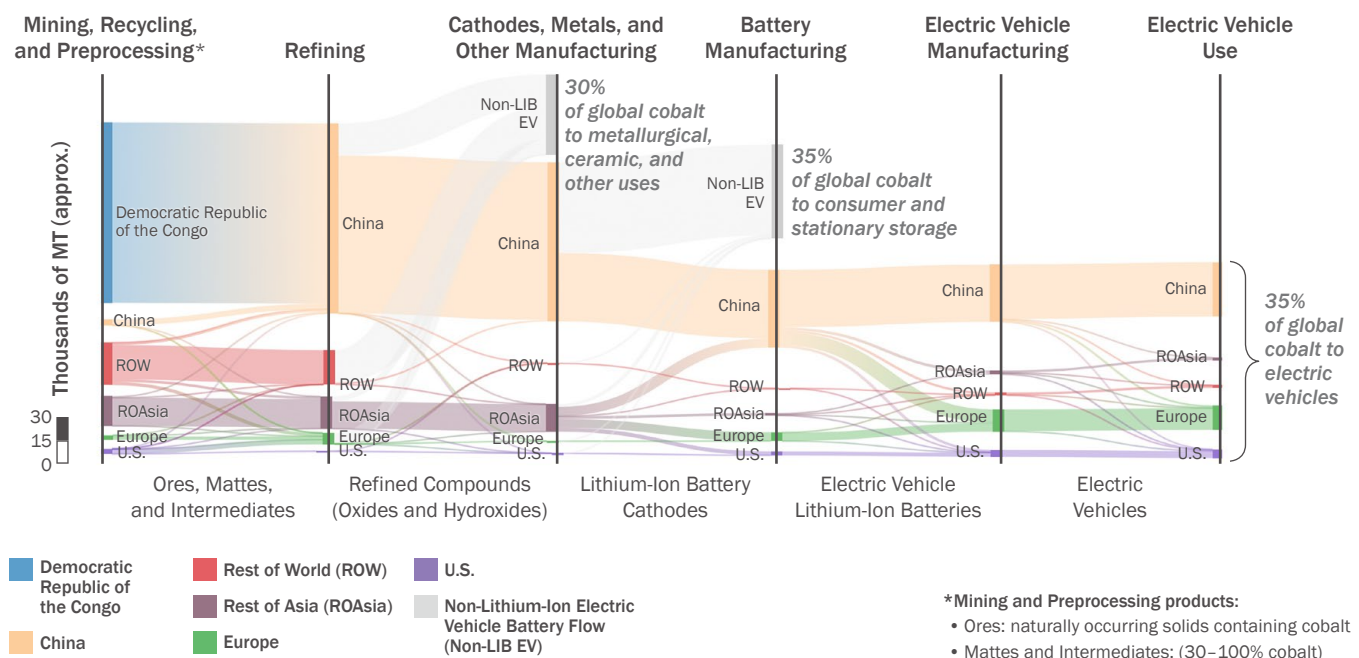 Mining, Recycling,
and Preprocessing*
Refining
Cathodes, Metals, and
Other Manufacturing
Battery
Manufacturing
Electric Vehicle
Manufacturing
Electric Vehicle
Use
Thousands of MT (approx.)
30
15
0
Democratic Republic
of the Congo
China
ROW
ROAsia
Europe
U.S.
China
ROW
ROAsia
Europe
U.S.
Non-LIB
EV
30%
of global cobalt
to metallurgical,
ceramic, and
other uses
China
ROW
ROAsia
Europe
U.S.
Non-LIB
EV
35%
of global cobalt
to consumer and
stationary storage
China
ROW
ROAsia
Europe
U.S.
China
ROAsia
ROW
Europe
U.S.
China
ROAsia
ROW
Europe
U.S.
35%
of global
cobalt to
electric
vehicles
Ores, Mattes,
and Intermediates
Refined Compounds
(Oxides and Hydroxides)
Lithium-Ion Battery
Cathodes
Electric Vehicle
Lithium-Ion Batteries
Electric
Vehicles
Democratic
Republic of
the Congo
China
Rest of World (ROW)
Rest of Asia (ROAsia)
Europe
U.S.
Non-Lithium-Ion Electric
Vehicle Battery Flow
(Non-LIB EV)
*Mining and Preprocessing products:
• Ores: naturally occurring solids containing cobalt
• Mattes and Intermediates: (30–100% cobalt)